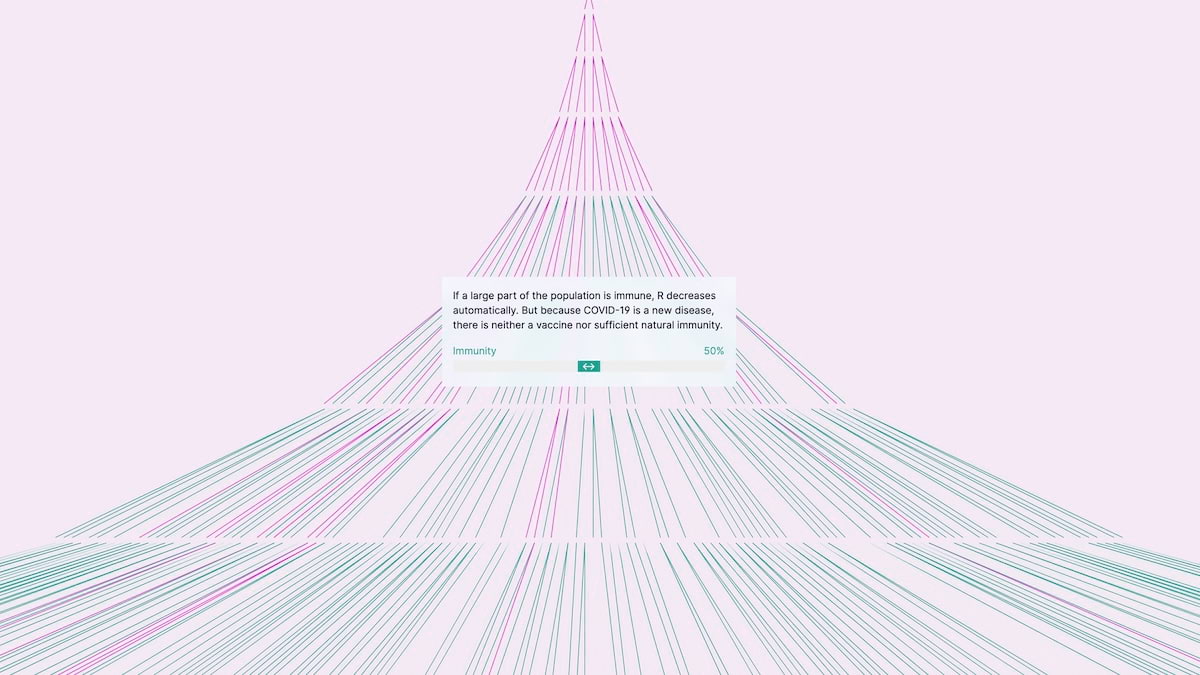 If a large part of the population is immune, R decreases
automatically. But because COVID-19 is a new disease,
there is neither a vaccine nor sufficient natural immunity.
Immunity 50%